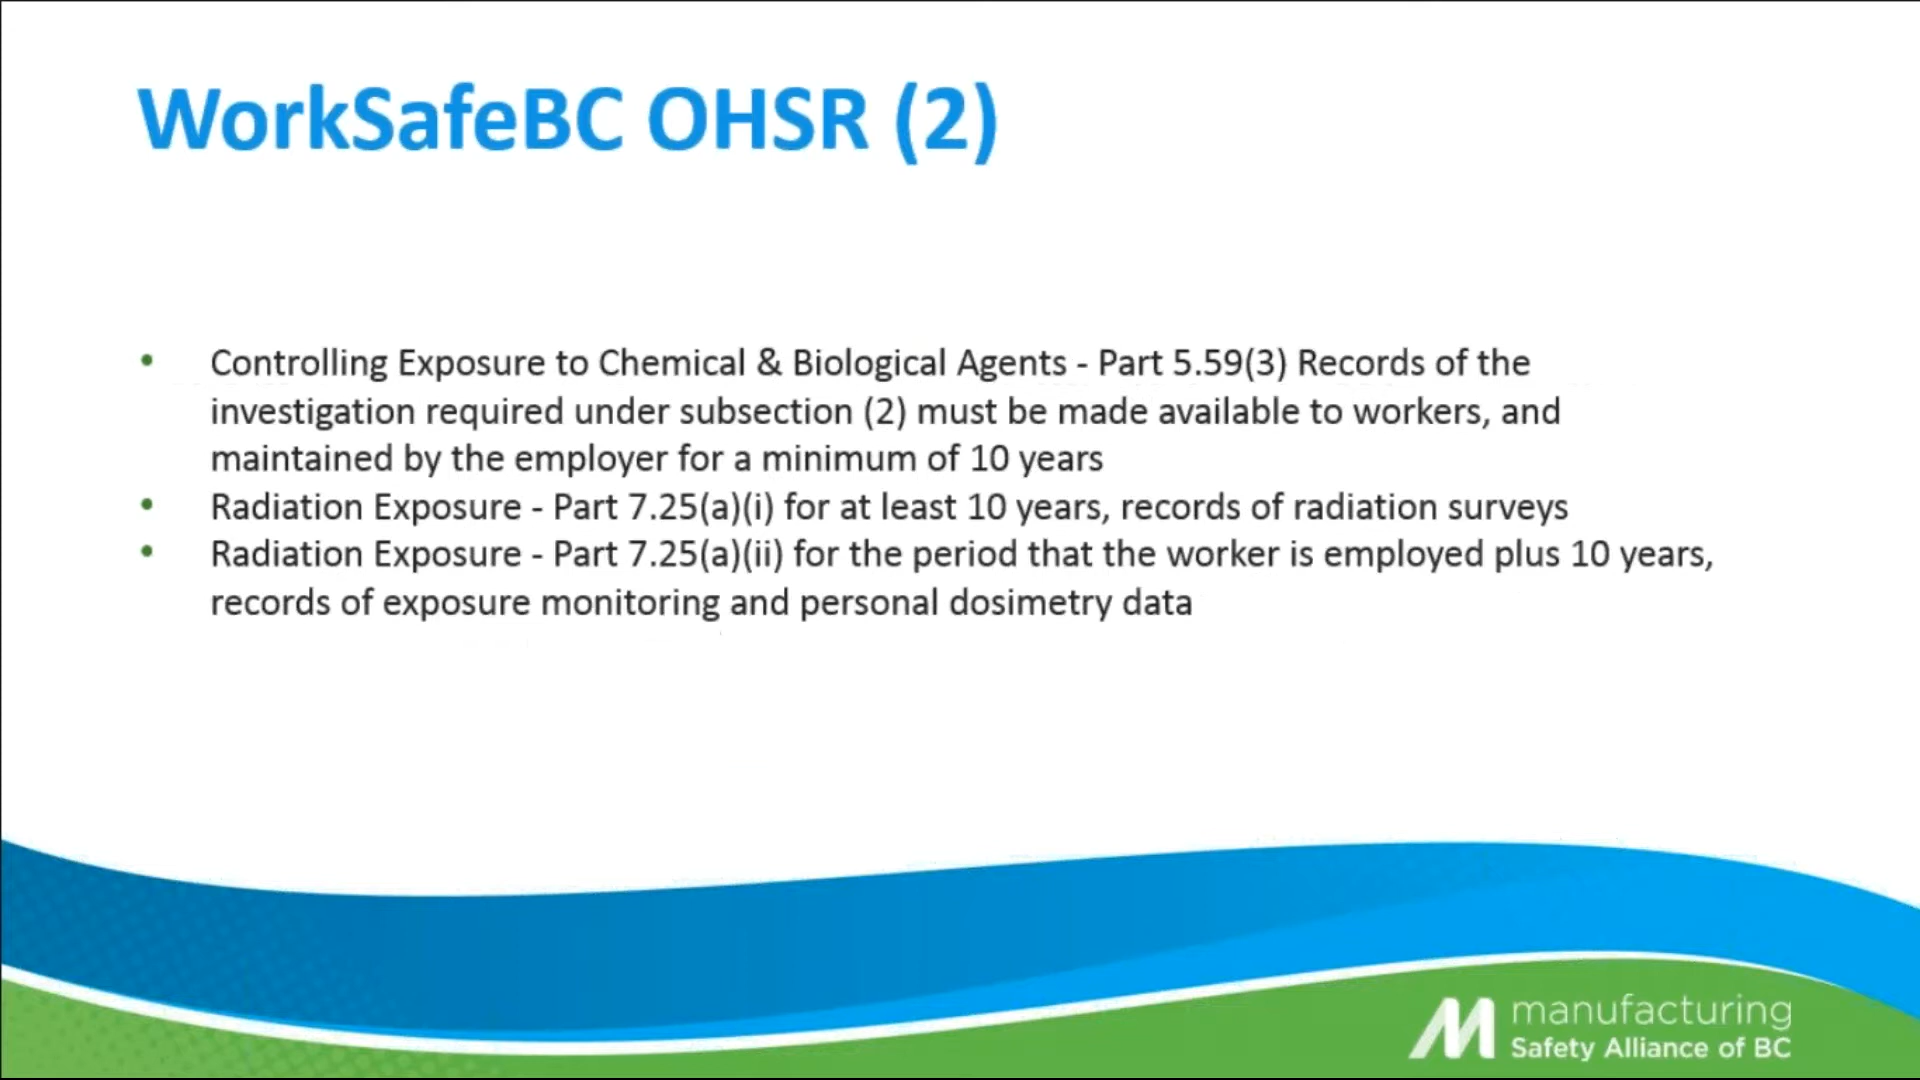 WorkSafeBC OHSR (2)
• Controlling Exposure to Chemical & Biological Agents - Part 5.59(3) Records of the
investigation required under subsection (2) must be made available to workers, and
maintained by the employer for a minimum of 10 years
• Radiation Exposure - Part 7.25(a)(i) for at least 10 years, records of radiation surveys
• Radiation Exposure - Part 7.25(a)(ii) for the period that the worker is employed plus 10 years,
records of exposure monitoring and personal dosimetry data
manufacturing
Safety Alliance of BC